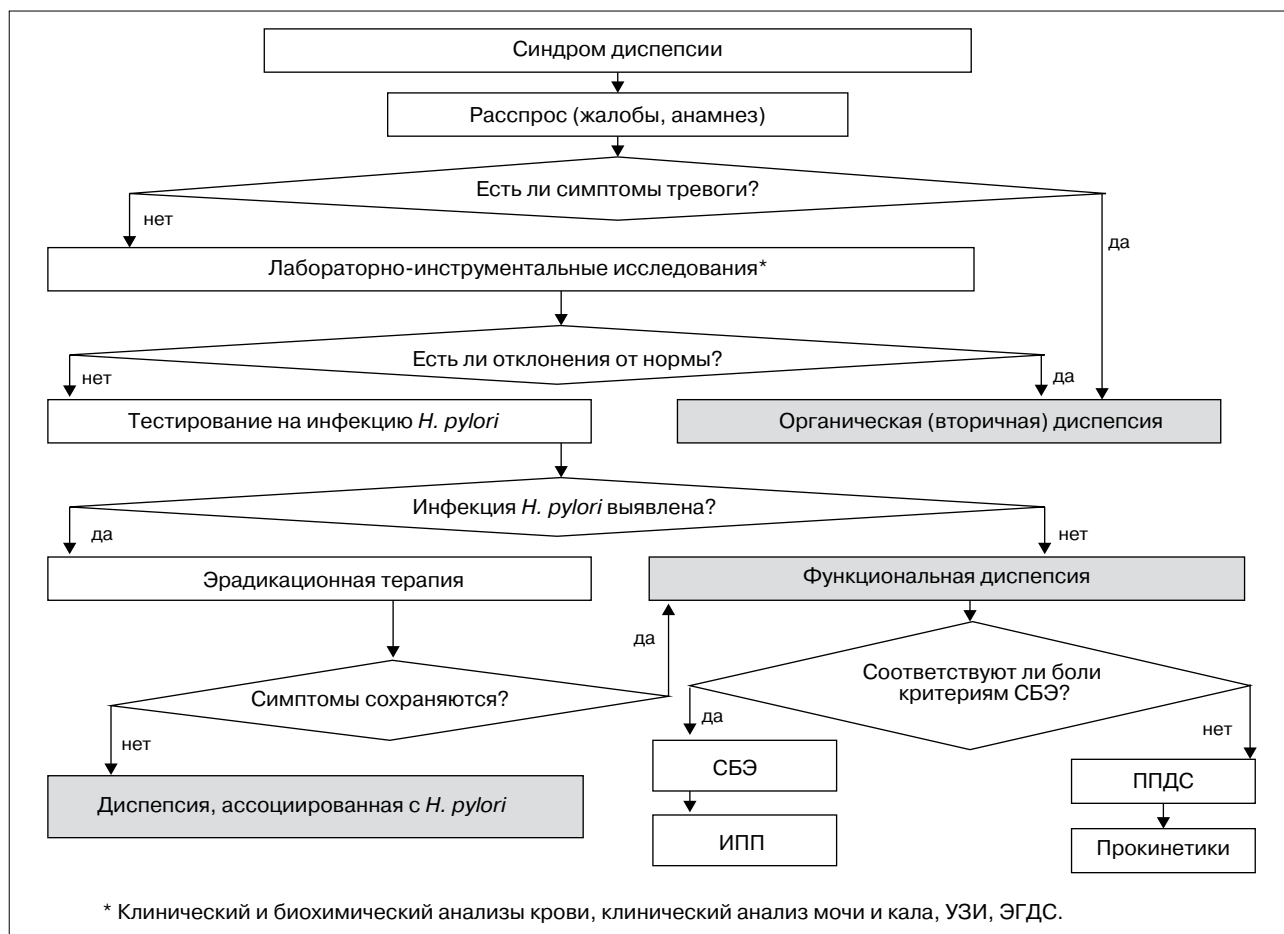 Синдром диспепсии
Расспрос (жалобы, анамнез)
Есть ли симптомы тревоги?
нет
да
Лабораторно-инструментальные исследования*
Есть ли отклонения от нормы?
нет
да
Тестирование на инфекцию H. pylori
Органическая (вторичная) диспепсия
Инфекция H. pylori выявлена?
да
нет
Эрадикационная терапия
Функциональная диспепсия
да
Симптомы сохраняются?
Соответствуют ли боли
критериям СБЭ?
нет
да
нет
Диспепсия, ассоциированная с H. pylori
СБЭ
ППДС
ИПП
Прокинетики
* Клинический и биохимический анализы крови, клинический анализ мочи и кала, УЗИ, ЭГДС.